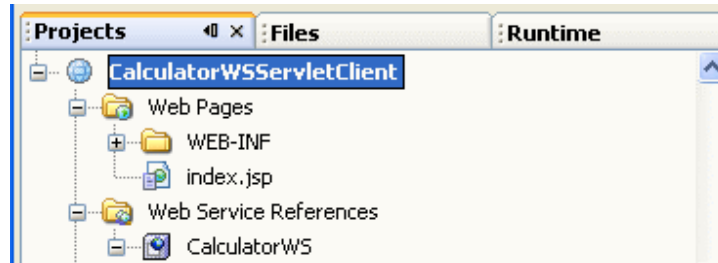 Projects Files Runtime
CalculatorWSServletClient
Web Pages
WEB-INF
index.jsp
Web Service References
CalculatorWS